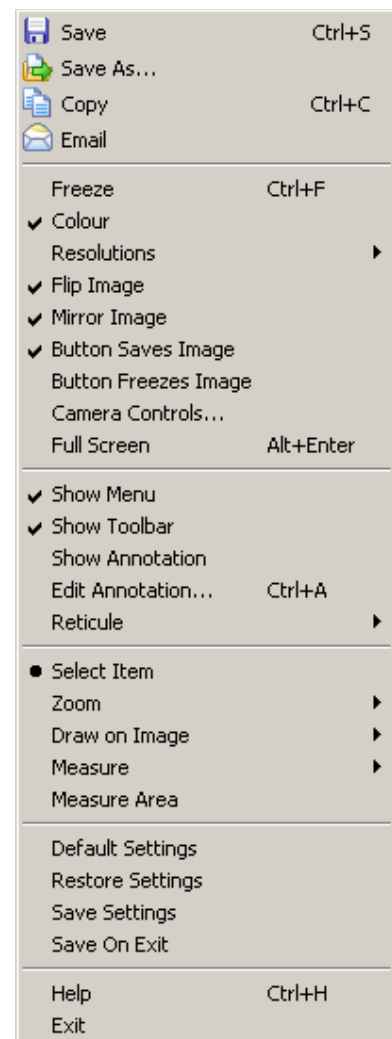 Save Ctrl+S
Save As...
Copy Ctrl+C
Email
Freeze Ctrl+F
Colour
Resolutions
Flip Image
Mirror Image
Button Saves Image
Button Freezes Image
Camera Controls...
Full Screen Alt+Enter
Show Menu
Show Toolbar
Show Annotation
Edit Annotation... Ctrl+A
Reticule
Select Item
Zoom
Draw on Image
Measure
Measure Area
Default Settings
Restore Settings
Save Settings
Save On Exit
Help Ctrl+H
Exit